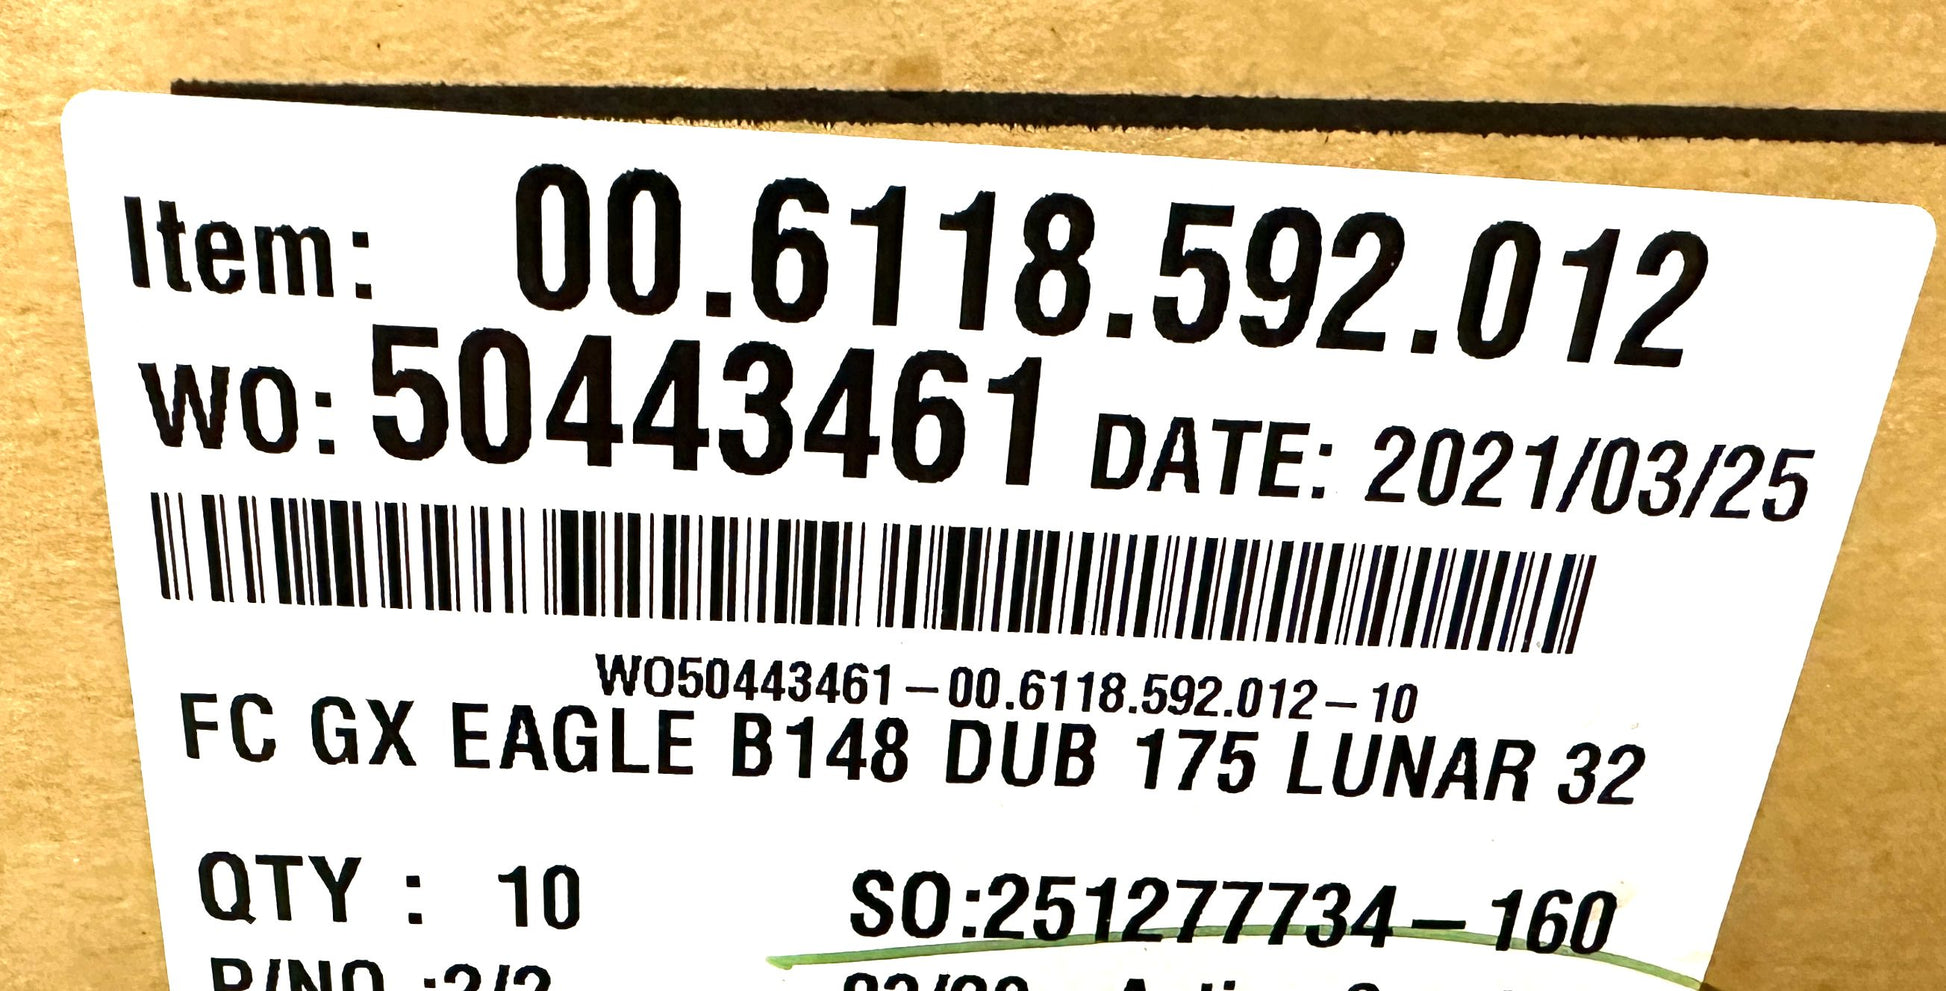 Item: 00.6118.592.012
WO: 50443461 DATE: 2021/03/25
WO50443461-00.6118.592.012-10
FC GX EAGLE B148 DUB 175 LUNAR 32
QTY : 10 SO:251277734-160